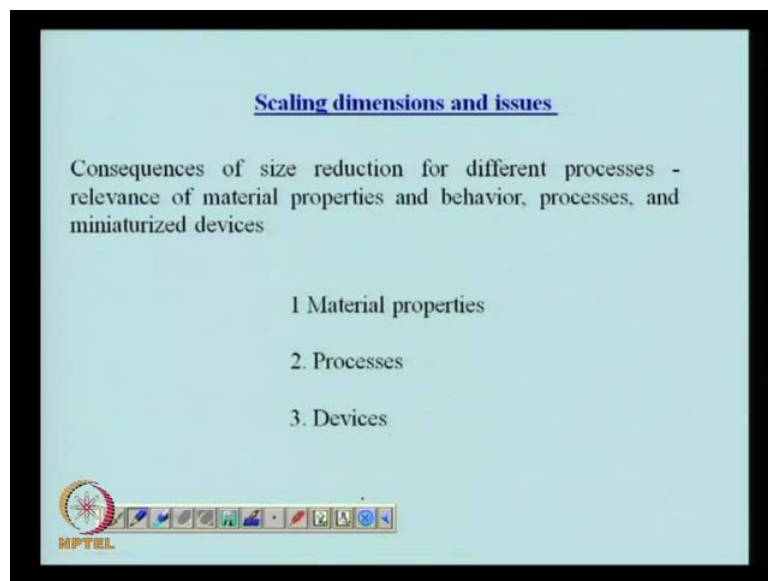 Scaling dimensions and issues
Consequences of size reduction for different processes -
relevance of material properties and behavior, processes, and
miniaturized devices
1 Material properties
2. Processes
3. Devices
NPTEL